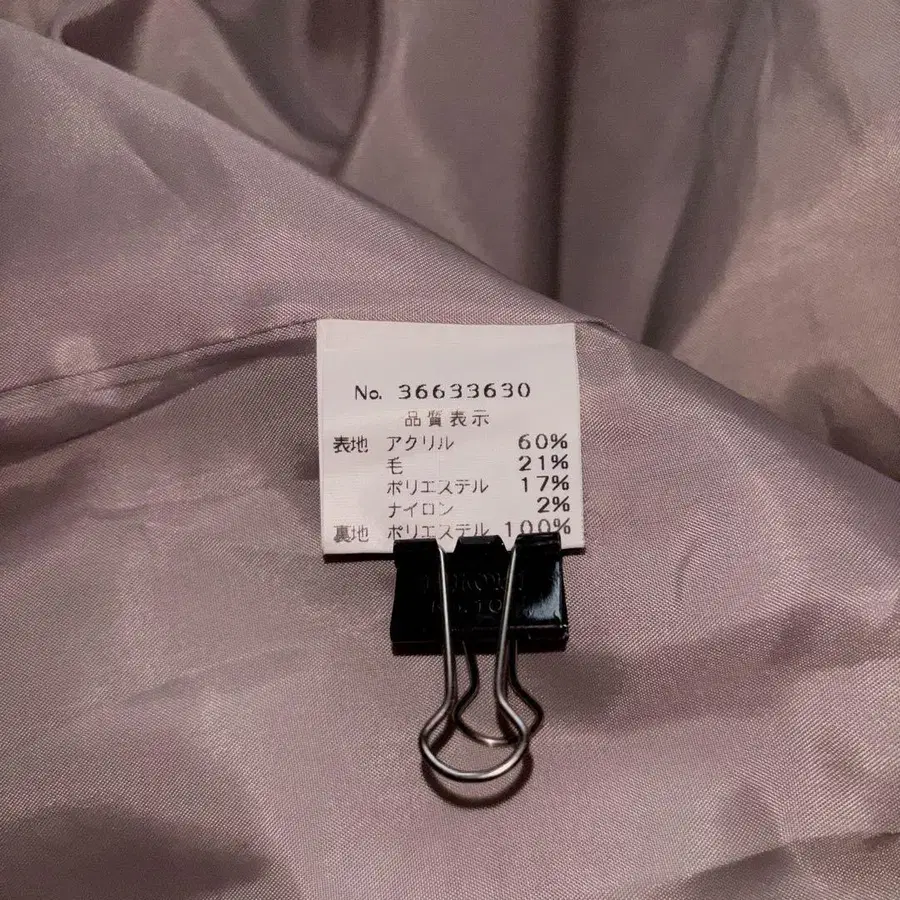 No. 36633630
品質表示
表地 アクリル 60%
毛 21%
ポリエステル 17%
ナイロン 2%
裏地 ポリエステル 100%